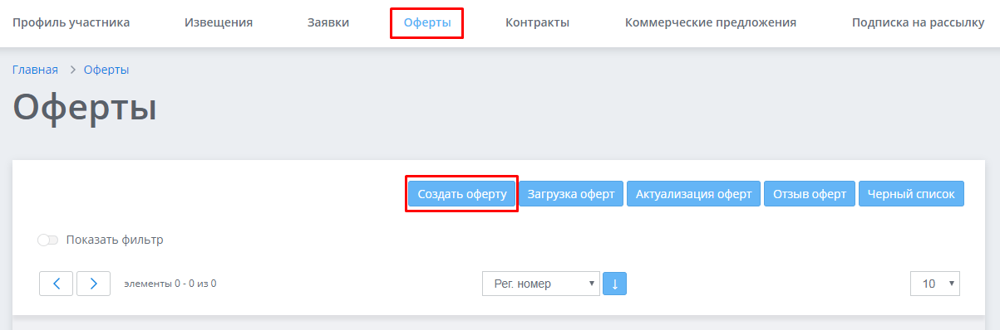 Профиль участника Извещения Заявки Оферты Контракты Коммерческие предложения Подписка на рассылку
Главная > Оферты
Оферты
Создать оферту Загрузка оферт Актуализация оферт Отзыв оферт Черный список
Показать фильтр
элементы 0 - 0 из 0 Рег. номер ↓ 10